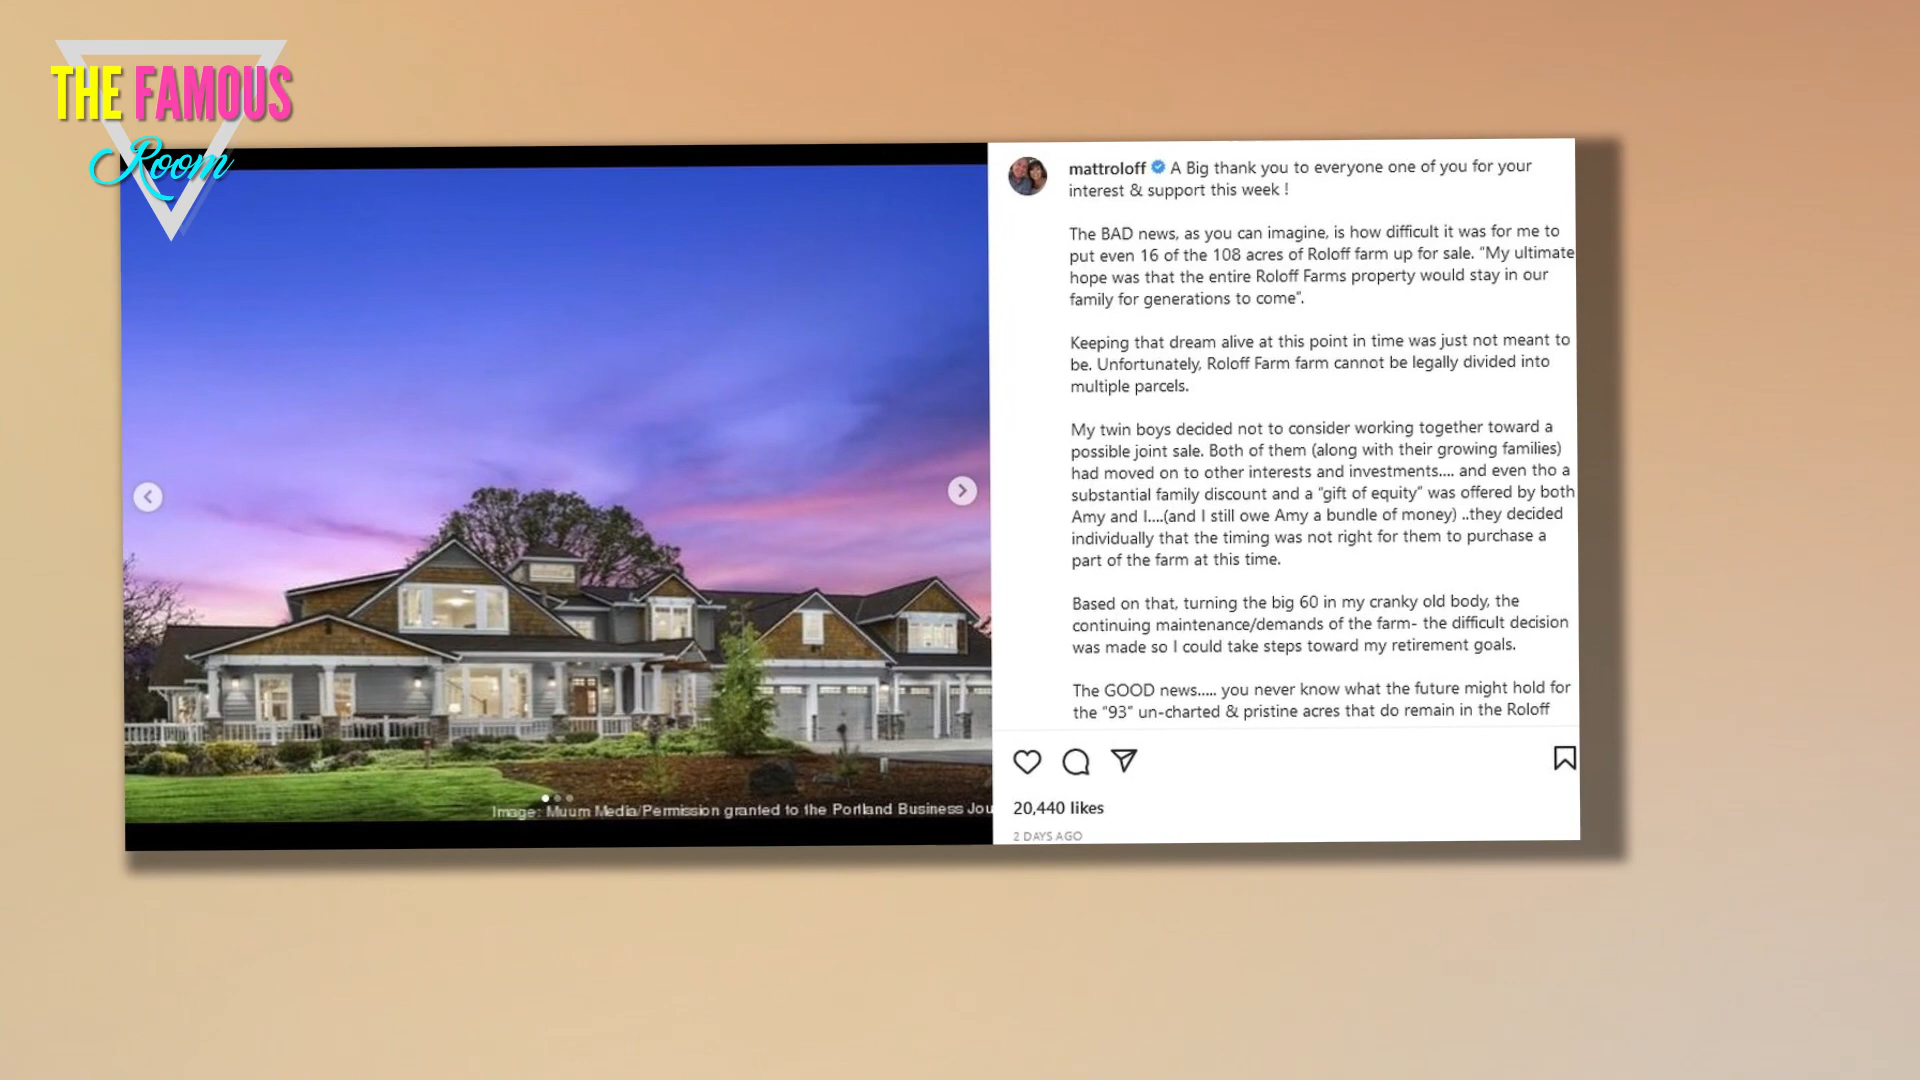 THE FAMOUS
Room
mattroloff A Big thank you to everyone one of you for your
interest & support this week !
The BAD news, as you can imagine, is how difficult it was for me to
put even 16 of the 108 acres of Roloff farm up for sale. "My ultimate
hope was that the entire Roloff Farms property would stay in our
family for generations to come".
Keeping that dream alive at this point in time was just not meant to
be. Unfortunately, Roloff Farm farm cannot be legally divided into
multiple parcels.
My twin boys decided not to consider working together toward a
possible joint sale. Both of them (along with their growing families)
had moved on to other interests and investments.... and even tho a
substantial family discount and a "gift of equity" was offered by both
Amy and I....(and I still owe Amy a bundle of money) ..they decided
individually that the timing was not right for them to purchase a
part of the farm at this time.
Based on that, turning the big 60 in my cranky old body, the
continuing maintenance/demands of the farm- the difficult decision
was made so I could take steps toward my retirement goals.
The GOOD news..... you never know what the future might hold for
the "93" un-charted & pristine acres that do remain in the Roloff
Image: Muum Media/Permission granted to the Portland Business Jou
20,440 likes
2 DAYS AGO